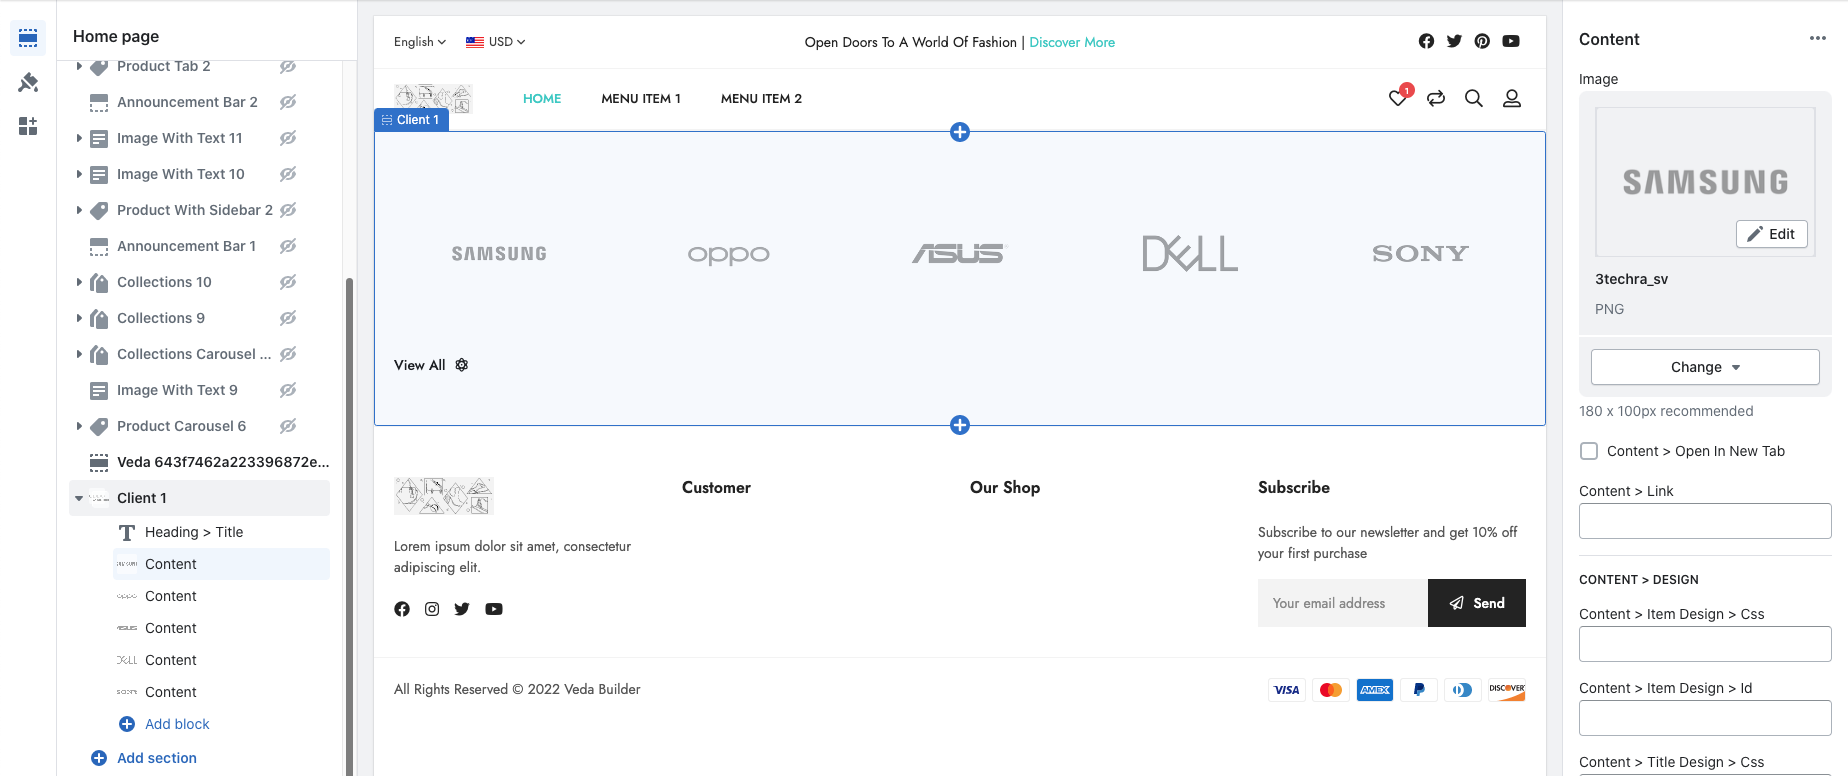 Home page
Product Tab 2
Announcement Bar 2
Image With Text 11
Image With Text 10
Product With Sidebar 2
Announcement Bar 1
Collections 10
Collections 9
Collections Carousel ...
Image With Text 9
Product Carousel 6
Veda 643f7462a223396872e...
Client 1
Heading > Title
Content
Content
Content
Content
Content
Add block
Add section
English
USD
Open Doors To A World Of Fashion | Discover More
HOME
MENU ITEM 1
MENU ITEM 2
1
Client 1
SAMSUNG
oppo
ASUS
DELL
SONY
View All
Lorem ipsum dolor sit amet, consectetur
adipiscing elit.
Customer
Our Shop
Subscribe
Subscribe to our newsletter and get 10% off
your first purchase
Your email address
Send
All Rights Reserved © 2022 Veda Builder
VISA
AMEX
DISCOVER
Content
Image
SAMSUNG
Edit
3techra_sv
PNG
Change
180 x 100px recommended
Content > Open In New Tab
Content > Link
CONTENT > DESIGN
Content > Item Design > Css
Content > Item Design > Id
Content > Title Design > Css